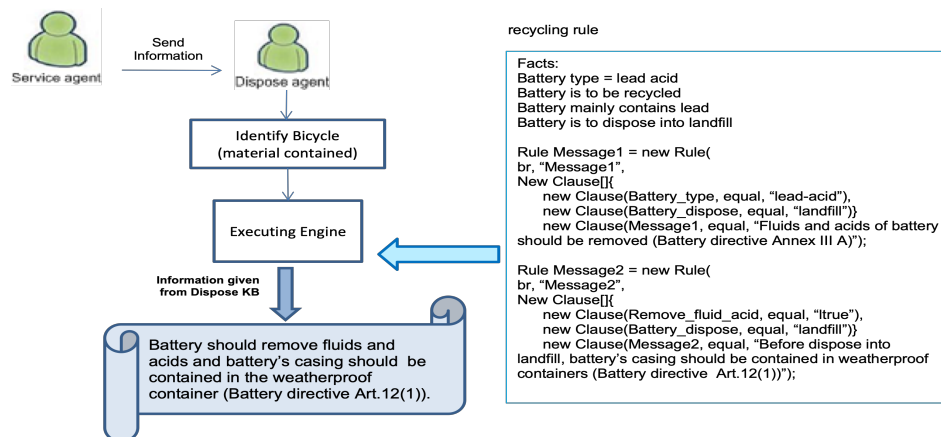 Send
Information
Service agent
Dispose agent
Identify Bicycle
(material contained)
Executing Engine
Information given
from Dispose KB
Battery should remove fluids and
acids and battery's casing should be
contained in the weatherproof
container (Battery directive Art.12(1)).
recycling rule
Facts:
Battery type = lead acid
Battery is to be recycled
Battery mainly contains lead
Battery is to dispose into landfill
Rule Message1 = new Rule(
br, “Message1”,
New Clause[]{
new Clause(Battery_type, equal, “lead-acid”),
new Clause(Battery_dispose, equal, “landfill”)}
new Clause(Message1, equal, “Fluids and acids of battery
should be removed (Battery directive Annex III A)”);
Rule Message2 = new Rule(
br, “Message2”,
New Clause[]{
new Clause(Remove_fluid_acid, equal, “ltrue”),
new Clause(Battery_dispose, equal, “landfill”)}
new Clause(Message2, equal, “Before dispose into
landfill, battery's casing should be contained in weatherproof
containers (Battery directive Art.12(1))”);